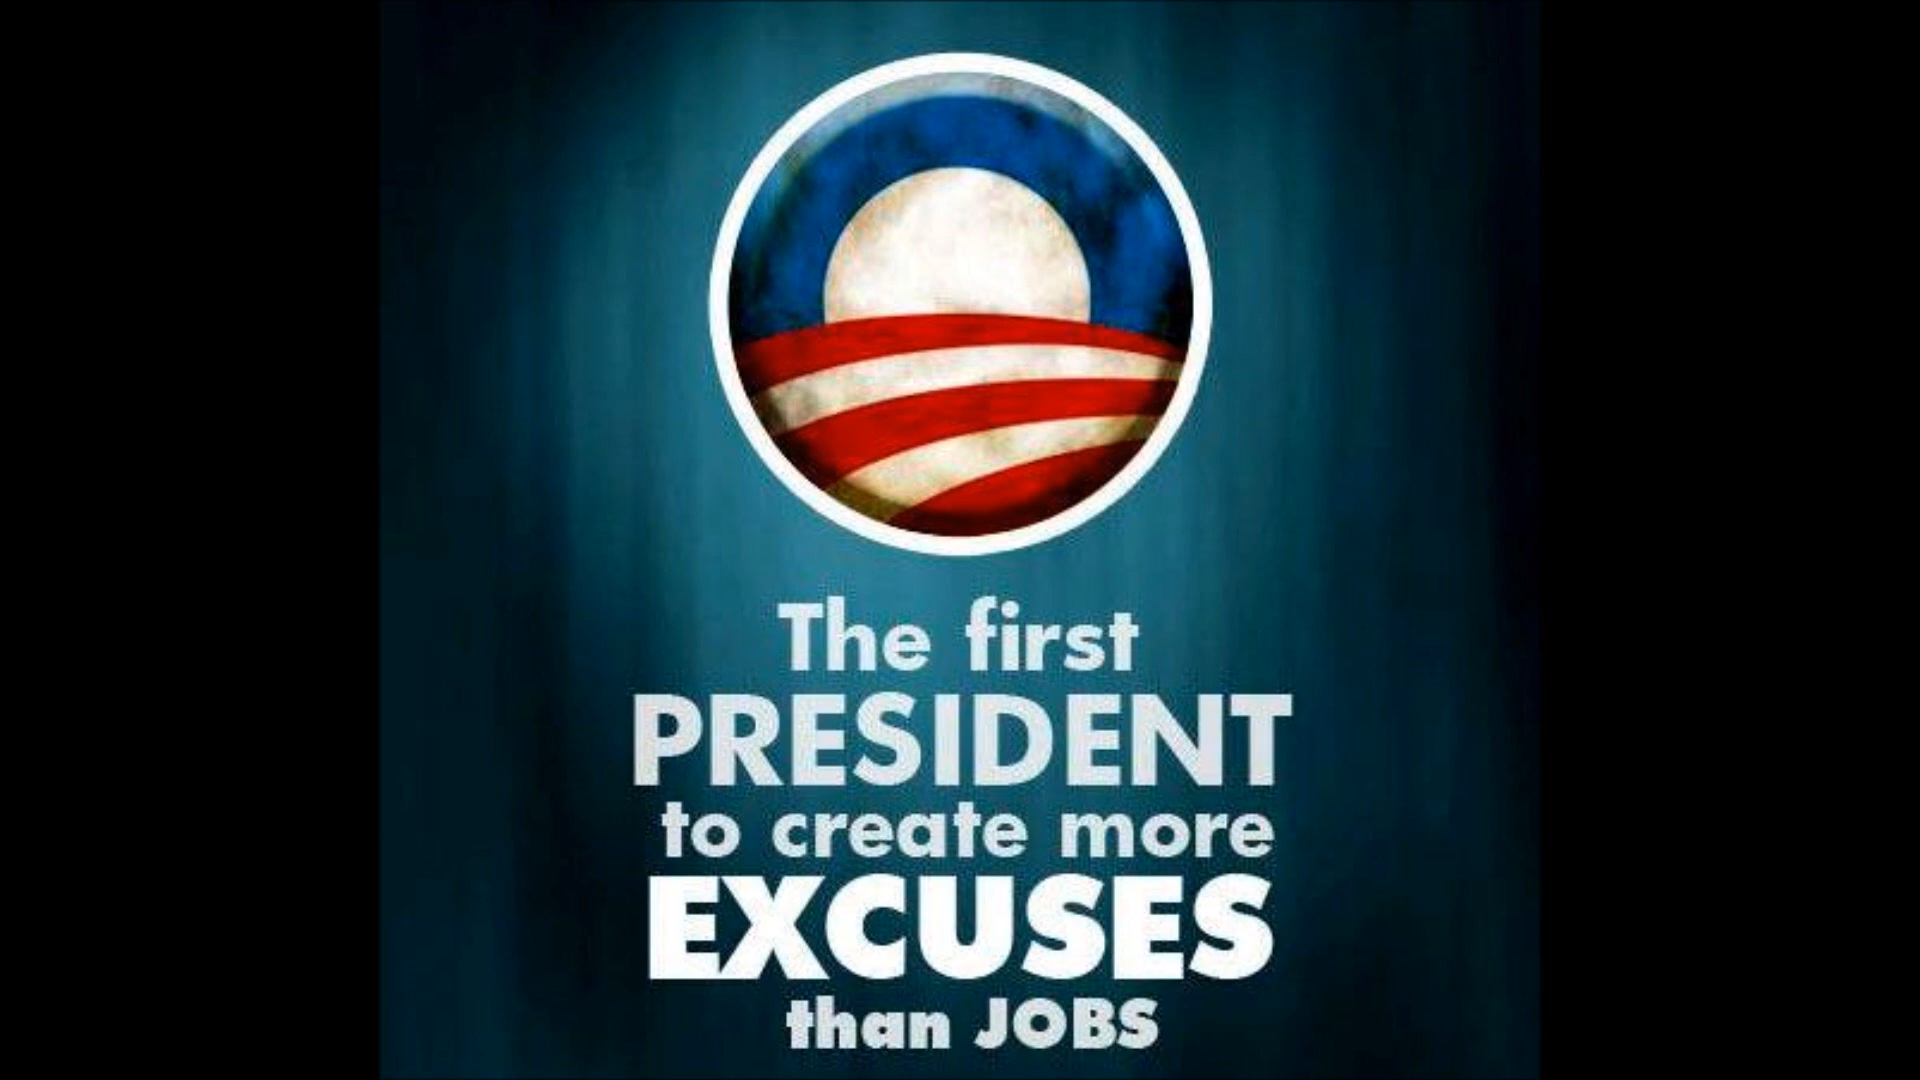 The first
PRESIDENT
to create more
EXCUSES
than JOBS